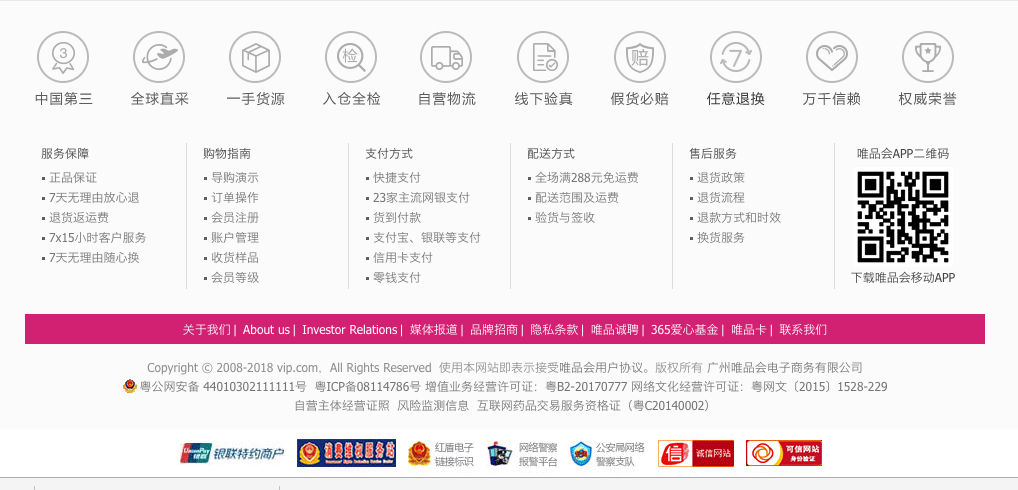 3 检 赔 7
中国第三 全球直采 一手货源 入仓全检 自营物流 线下验真 假货必赔 任意退换 万千信赖 权威荣誉
服务保障
正品保证
7天无理由放心退
退货返运费
7x15小时客户服务
7天无理由随心换
购物指南
导购演示
订单操作
会员注册
账户管理
收货样品
会员等级
支付方式
快捷支付
23家主流网银支付
货到付款
支付宝、银联等支付
信用卡支付
零钱支付
配送方式
全场满288元免运费
配送范围及运费
验货与签收
售后服务
退货政策
退货流程
退款方式和时效
换货服务
唯品会APP二维码
下载唯品会移动APP
关于我们 | About us | Investor Relations | 媒体报道 | 品牌招商 | 隐私条款 | 唯品诚聘 | 365爱心基金 | 唯品卡 | 联系我们
Copyright © 2008-2018 vip.com，All Rights Reserved 使用本网站即表示接受唯品会用户协议。版权所有 广州唯品会电子商务有限公司
粤公网安备 44010302111111号 粤ICP备08114786号 增值业务经营许可证：粤B2-20170777 网络文化经营许可证：粤网文〔2015〕1528-229
自营主体经营证照 风险监测信息 互联网药品交易服务资格证（粤C20140002）
UnionPay 银联 银联特约商户
消费维权服务站
红盾电子
链接标识
网络警察
报警平台
公安局网络
警察支队
信 诚信网站
可信网站
身份验证